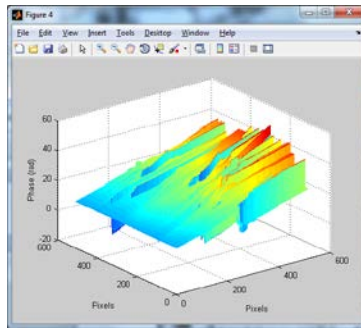 Figure 4
File Edit View Insert Tools Desktop Window Help
60
40
20
0
-20
Phase (rad)
600
400
200
0
Pixels
0
200
400
600
Pixels